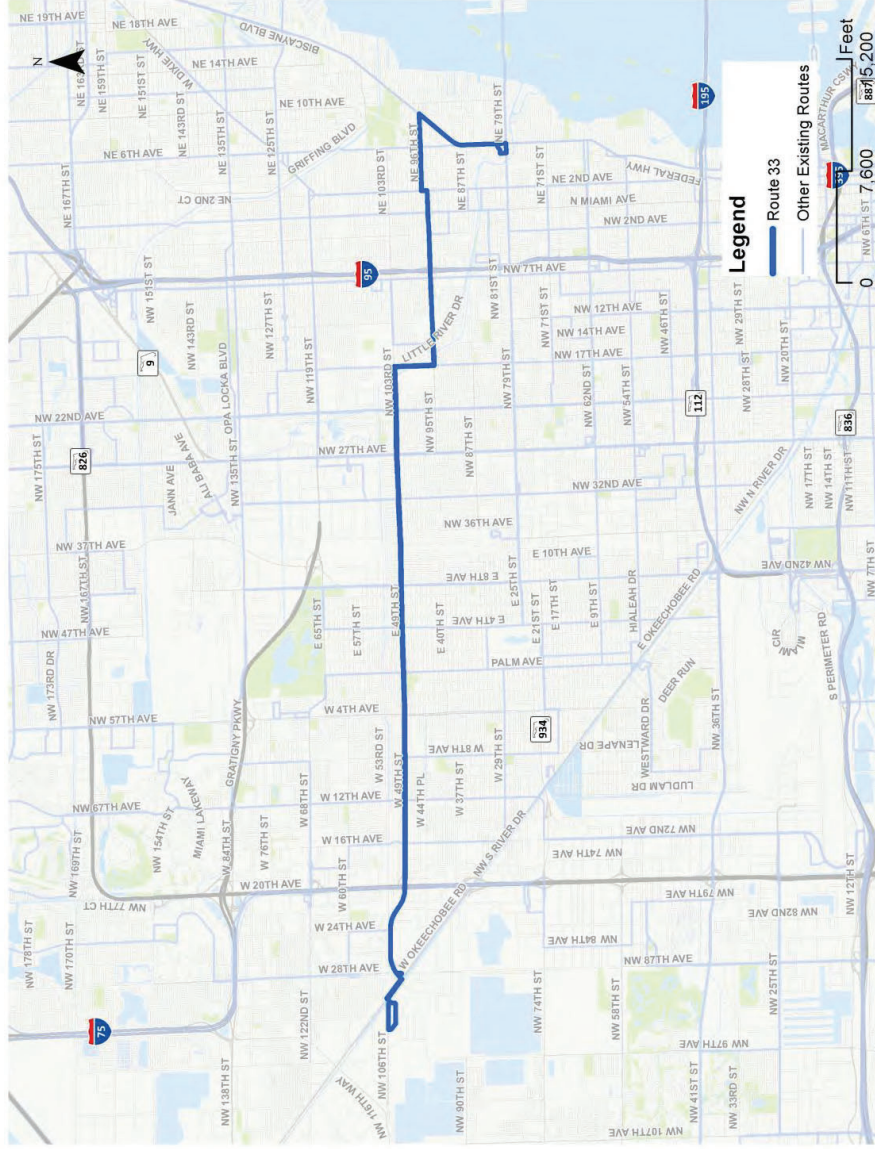 NE 19TH AVE
NE 18TH AVE
W DIXIE HWY
NE 14TH AVE
BISCAYNE BLVD
N
NE 159TH ST
NE 151ST ST
NE 143RD ST
NE 135TH ST
NE 125TH ST
NE 10TH AVE
NE 167TH ST
NE 6TH AVE
GRIFFING BLVD
NE 2ND CT
NE 103RD ST
NE 96TH ST
NE 87TH ST
NE 79TH ST
NE 71ST ST
NE 2ND AVE
N MIAMI AVE
NW 2ND AVE
FEDERAL HWY
195
MACARTHUR CSWY
887
395
NW 6TH ST
95
NW 7TH AVE
NW 151ST ST
NW 143RD ST
9
NW 127TH ST
NW 119TH ST
OPA LOCKA BLVD
NW 135TH ST
ALI BABA AVE
JANN AVE
NW 22ND AVE
NW 175TH ST
826
NW 27TH AVE
NW 103RD ST
LITTLE RIVER DR
NW 95TH ST
NW 87TH ST
NW 81ST ST
NW 79TH ST
NW 71ST ST
NW 62ND ST
NW 54TH ST
NW 46TH ST
NW 12TH AVE
NW 14TH AVE
NW 17TH AVE
NW 29TH ST
NW 28TH ST
NW 20TH ST
112
836
NW N RIVER DR
NW 17TH ST
NW 14TH ST
NW 11TH ST
NW 7TH ST
NW 32ND AVE
NW 36TH AVE
NW 37TH AVE
NW 167TH ST
NW 47TH AVE
NW 173RD DR
NW 57TH AVE
E 10TH AVE
E 8TH AVE
E 4TH AVE
E 65TH ST
E 57TH ST
E 49TH ST
E 40TH ST
E 25TH ST
E 21ST ST
E 17TH ST
E 9TH ST
HIALEAH DR
E OKEECHOBEE RD
NW 42ND AVE
MIAMI CIR
S PERIMETER RD
PALM AVE
DEER RUN
W 4TH AVE
W 8TH AVE
934
LENAPE DR
WESTWARD DR
LUDLAM DR
NW 36TH ST
GRATIGNY PKWY
W 53RD ST
W 49TH ST
W 44TH PL
W 37TH ST
W 29TH ST
W 12TH AVE
W 68TH ST
NW 67TH AVE
MIAMI LAKEWAY
NW 154TH ST
NW 169TH ST
W 84TH ST
W 76TH ST
W 16TH AVE
W 60TH ST
W 20TH AVE
NW 77TH CT
NW S RIVER DR
NW 72ND AVE
NW 74TH AVE
NW 79TH AVE
NW 82ND AVE
NW 84TH AVE
NW 12TH ST
NW 178TH ST
NW 170TH ST
W 24TH AVE
W 28TH AVE
W OKEECHOBEE RD
NW 87TH AVE
NW 25TH ST
75
NW 138TH ST
NW 122ND ST
NW 116TH WAY
NW 106TH ST
NW 90TH ST
NW 74TH ST
NW 58TH ST
NW 97TH AVE
NW 41ST ST
NW 33RD ST
NW 107TH AVE
Legend
Route 33
Other Existing Routes
0 7,600 15,200
Feet